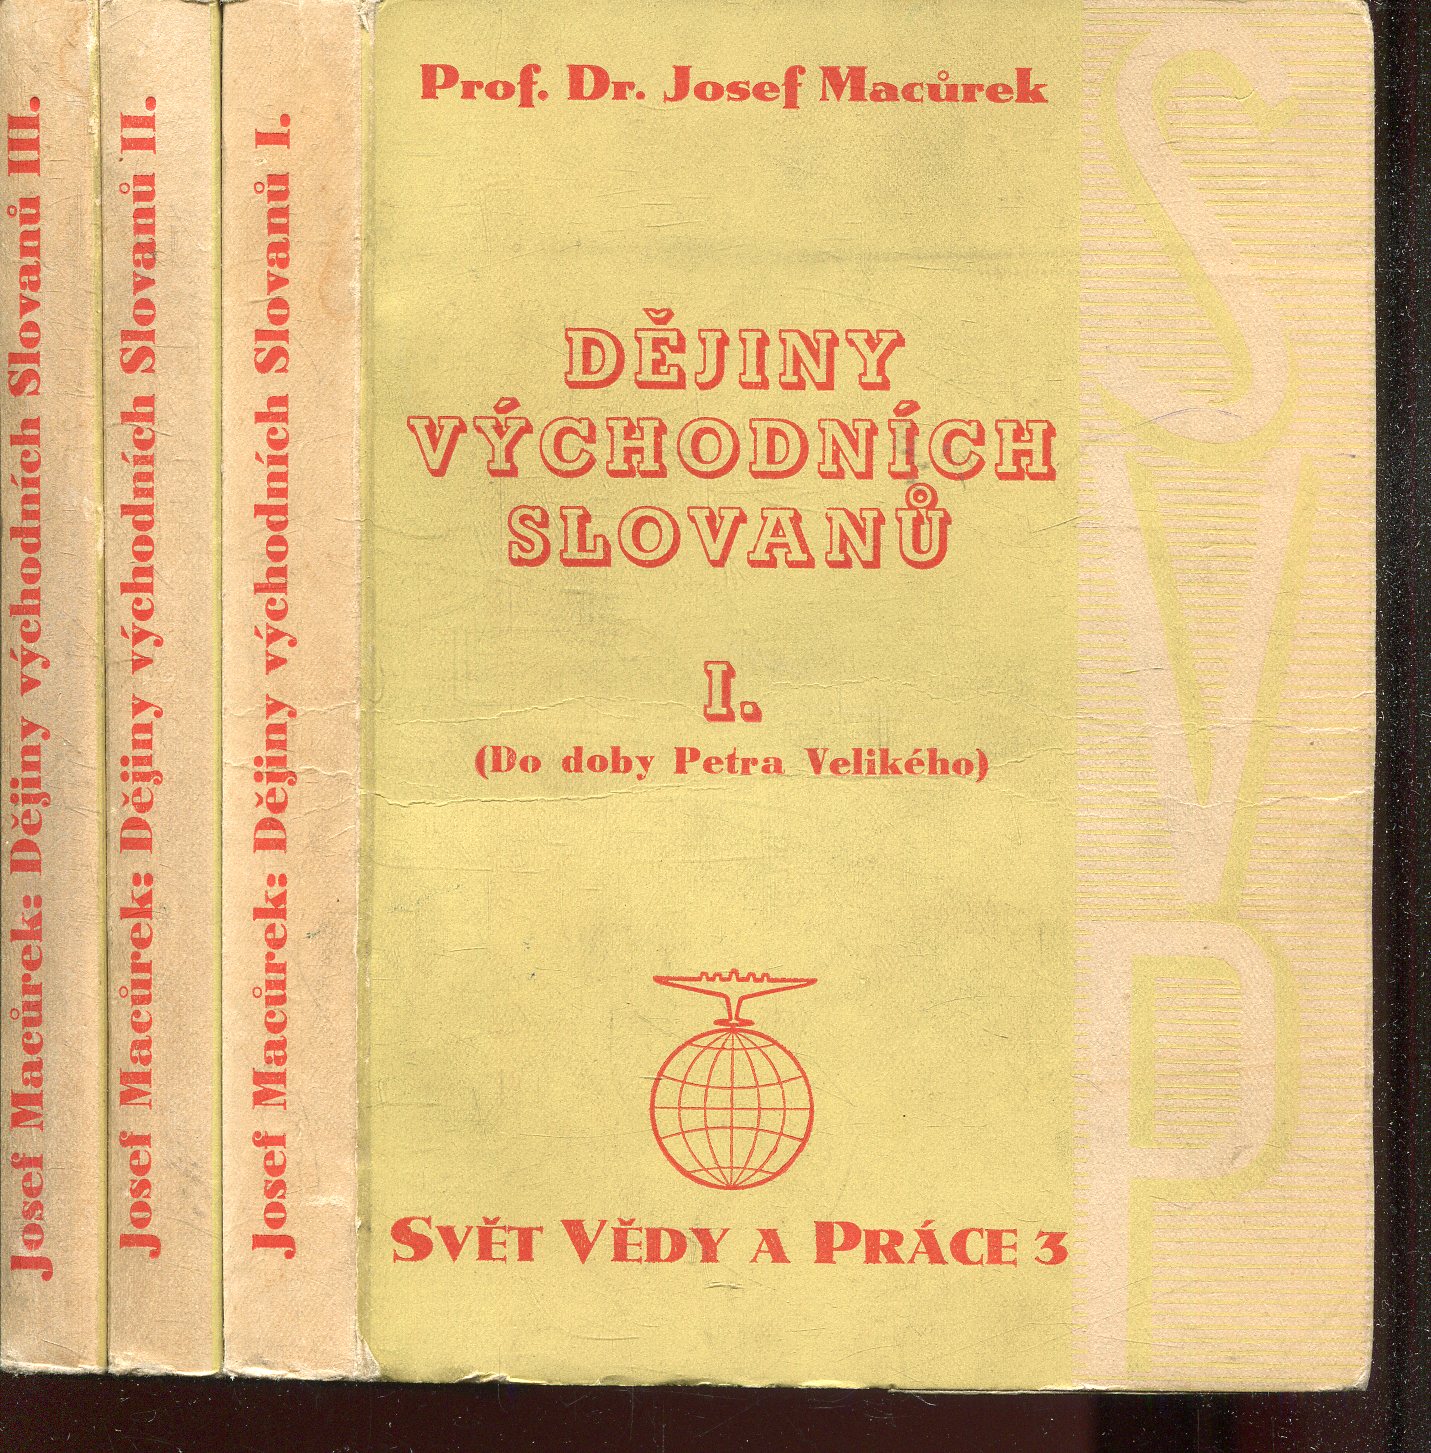 Josef Macůrek: Dějiny východních Slovanů III.
Josef Macůrek: Dějiny východních Slovanů II.
Josef Macůrek: Dějiny východních Slovanů I.
Prof. Dr. Josef Macůrek
DĚJINY
VÝCHODNÍCH
SLOVANŮ
I.
(Do doby Petra Velikého)
SVĚT VĚDY A PRÁCE 3
SVP